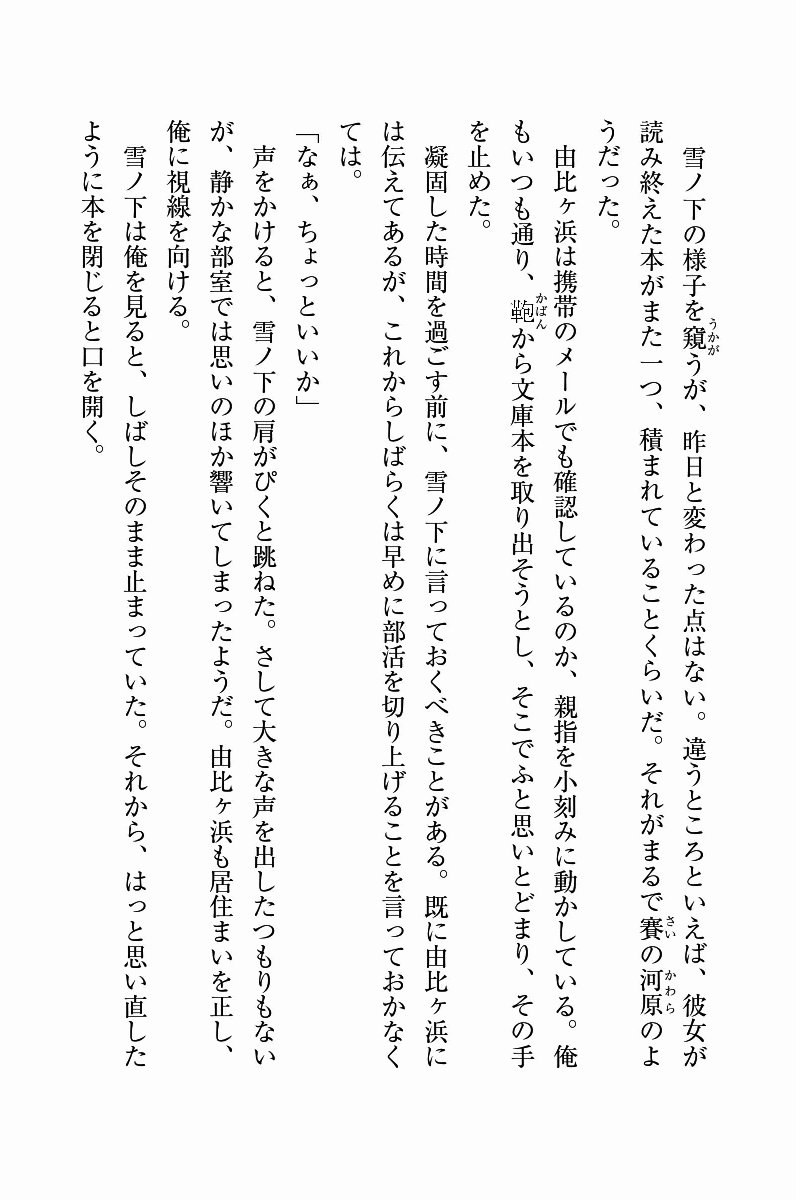 雪ノ下の様子を窺うが、昨日と変わった点はない。違うところといえば、彼女が
読み終えた本がまた一つ、積まれていることくらいだ。それがまるで賽の河原のよ
うだった。
由比ヶ浜は携帯のメールでも確認しているのか、親指を小刻みに動かしている。俺
もいつも通り、鞄から文庫本を取り出そうとし、そこでふと思いとどまり、その手
を止めた。
凝固した時間を過ごす前に、雪ノ下に言っておくべきことがある。既に由比ヶ浜に
は伝えてあるが、これからしばらくは早めに部活を切り上げることを言っておかなく
ては。
「なぁ、ちょっといいか」
声をかけると、雪ノ下の肩がぴくと跳ねた。さして大きな声を出したつもりもない
が、静かな部室では思いのほか響いてしまったようだ。由比ヶ浜も居住まいを正し、
俺に視線を向ける。
雪ノ下は俺を見ると、しばしそのまま止まっていた。それから、はっと思い直した
ように本を閉じると口を開く。